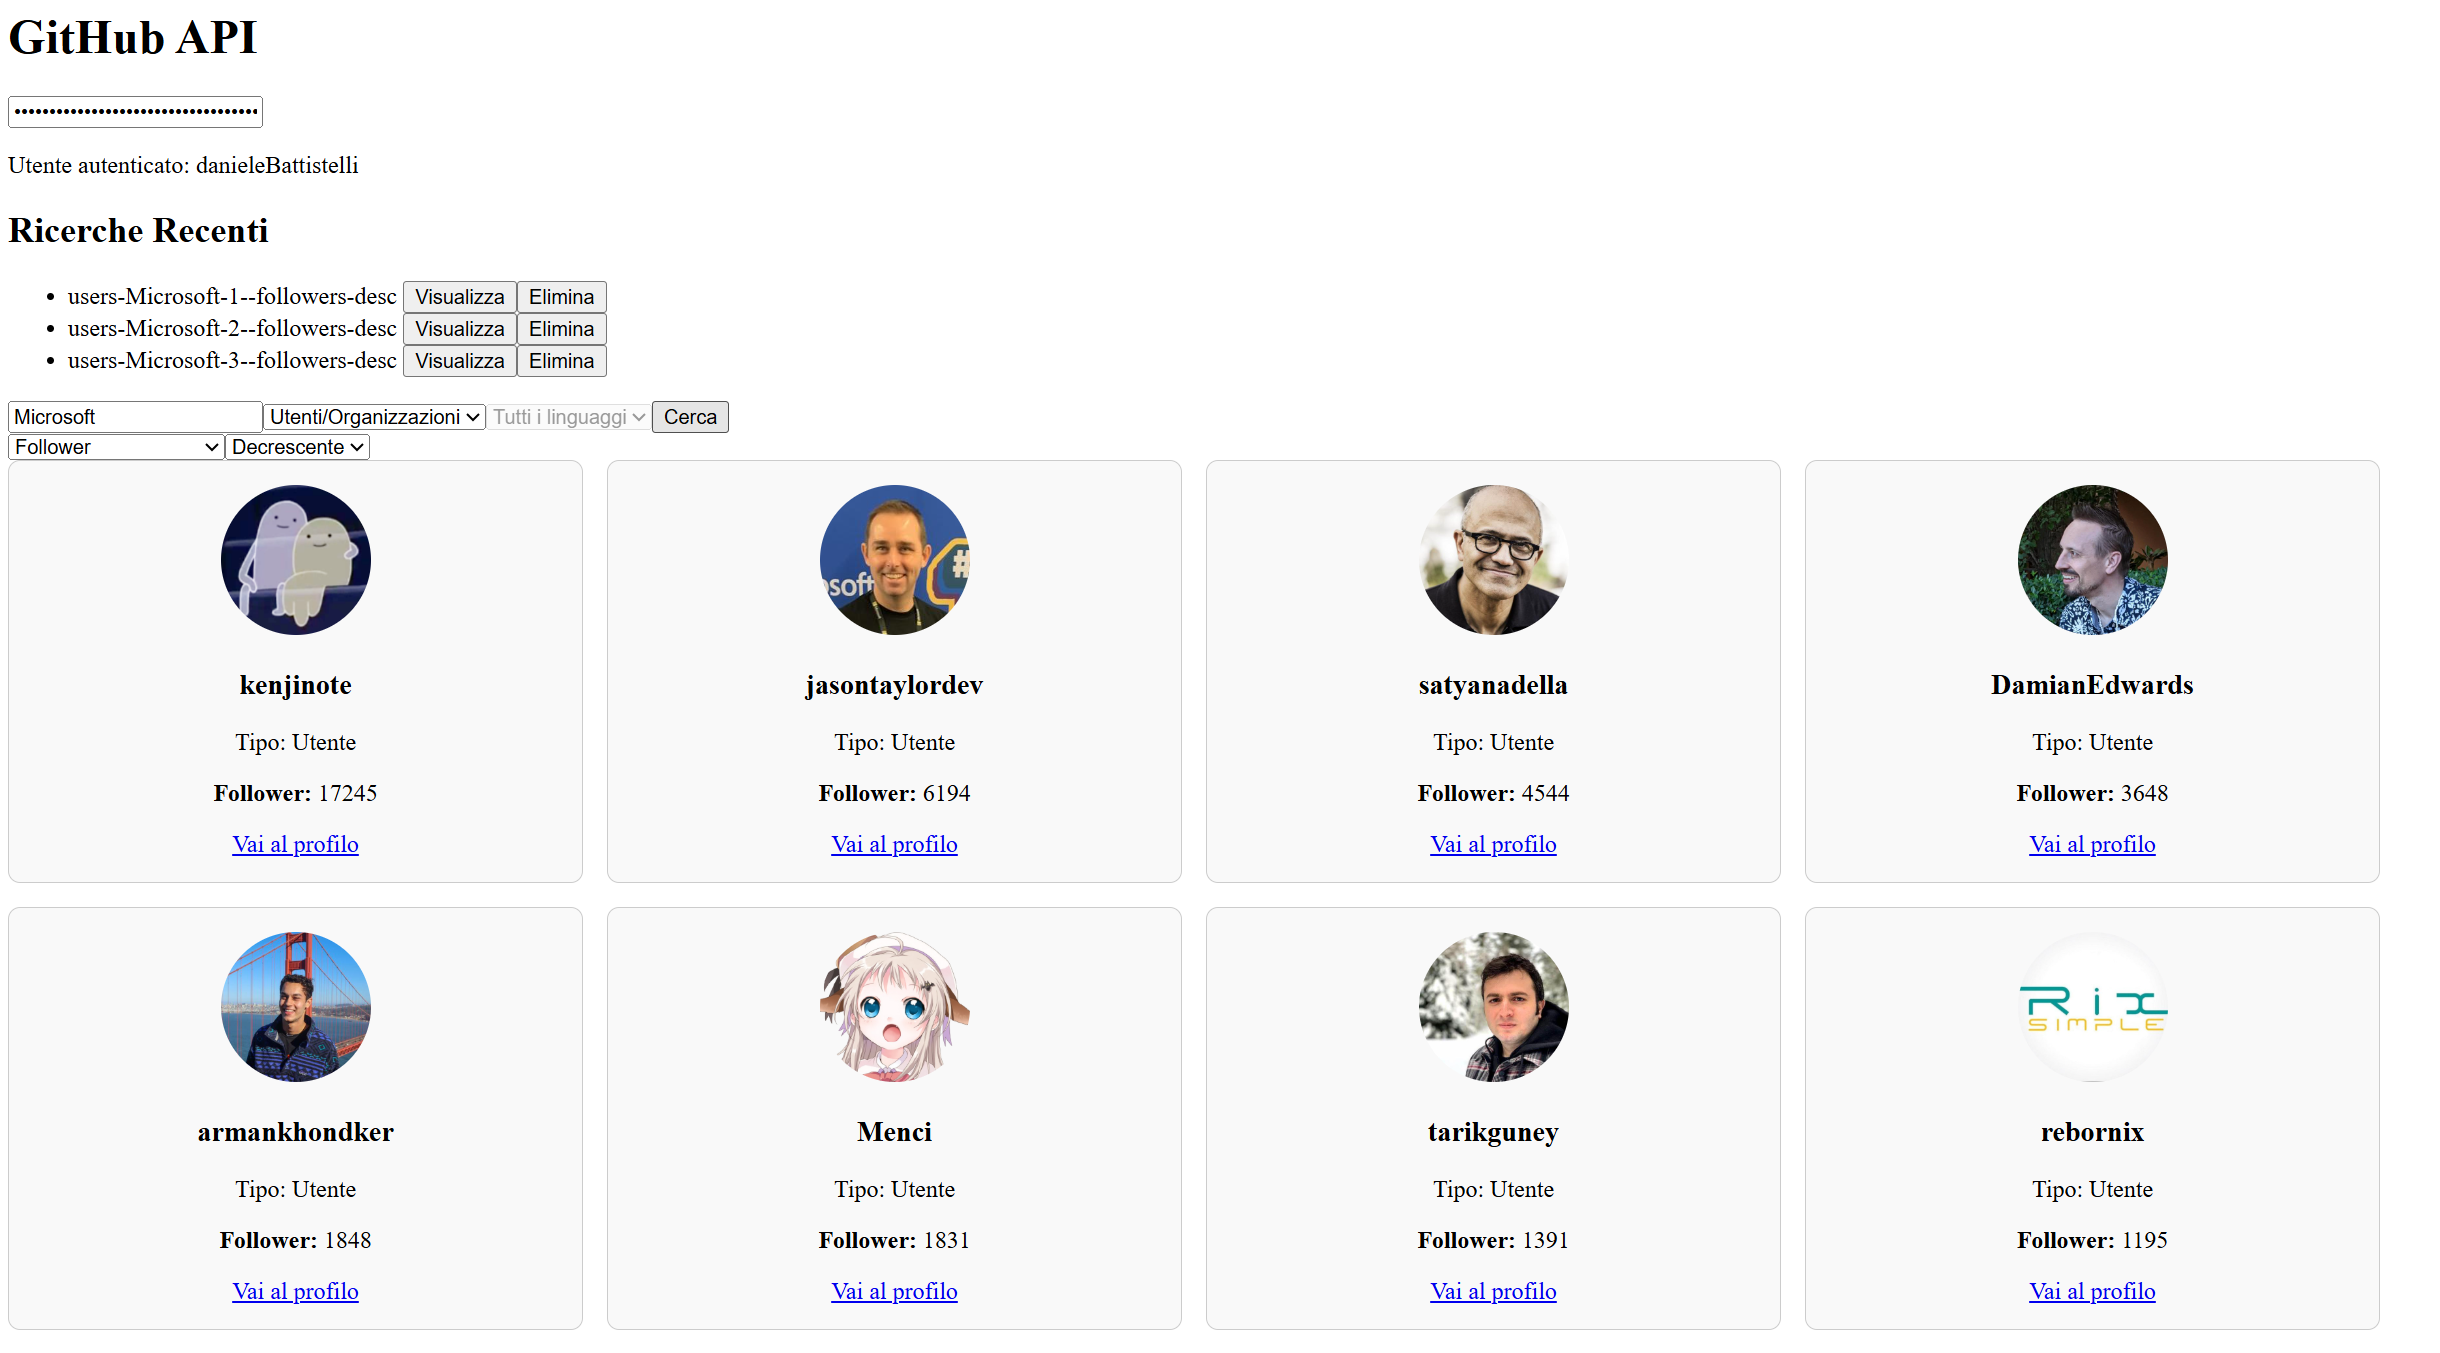 GitHub API
••••••••••••••••••••••••••••••••••••
Utente autenticato: danieleBattistelli
Ricerche Recenti
• users-Microsoft-1--followers-desc Visualizza Elimina
• users-Microsoft-2--followers-desc Visualizza Elimina
• users-Microsoft-3--followers-desc Visualizza Elimina
Microsoft Utenti/Organizzazioni Tutti i linguaggi Cerca
Follower Decrescente
osoft #
kenjinote jasontaylordev satyanadella DamianEdwards
Tipo: Utente Tipo: Utente Tipo: Utente Tipo: Utente
Follower: 17245 Follower: 6194 Follower: 4544 Follower: 3648
Vai al profilo Vai al profilo Vai al profilo Vai al profilo
Rix
SIMPLE
armankhondker Menci tarikguney rebornix
Tipo: Utente Tipo: Utente Tipo: Utente Tipo: Utente
Follower: 1848 Follower: 1831 Follower: 1391 Follower: 1195
Vai al profilo Vai al profilo Vai al profilo Vai al profilo